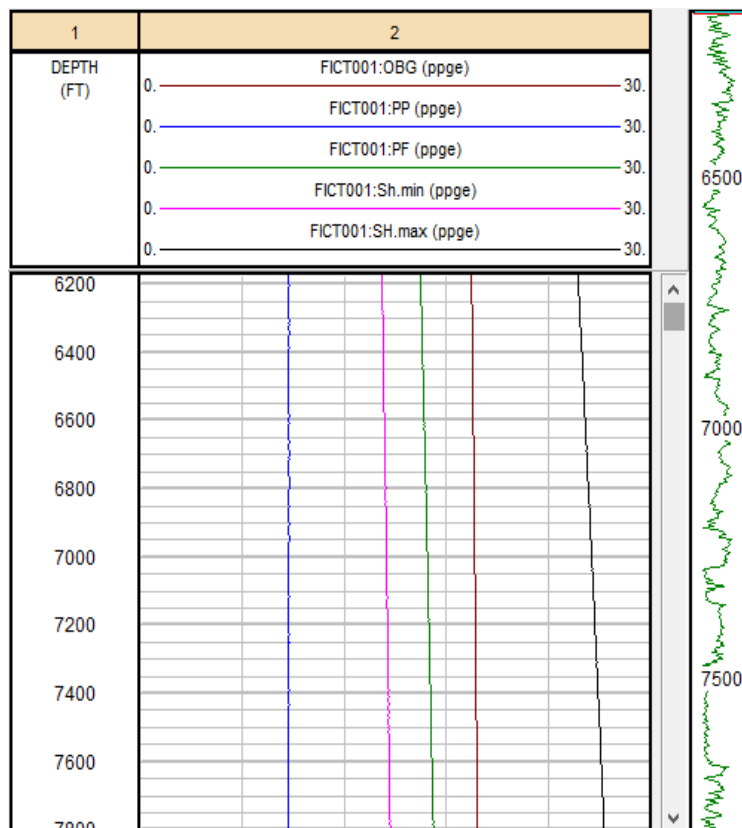 1 2
DEPTH
(FT)
FICT001:OBG (ppge)
0. 30.
FICT001:PP (ppge)
0. 30.
FICT001:PF (ppge)
0. 30.
FICT001:Sh.min (ppge)
0. 30.
FICT001:SH.max (ppge)
0. 30.
6200
6400
6600
6800
7000
7200
7400
7600
7800
6500
7000
7500